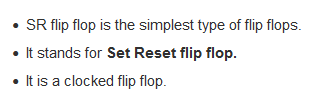 • SR flip flop is the simplest type of flip flops.
• It stands for Set Reset flip flop.
• It is a clocked flip flop.